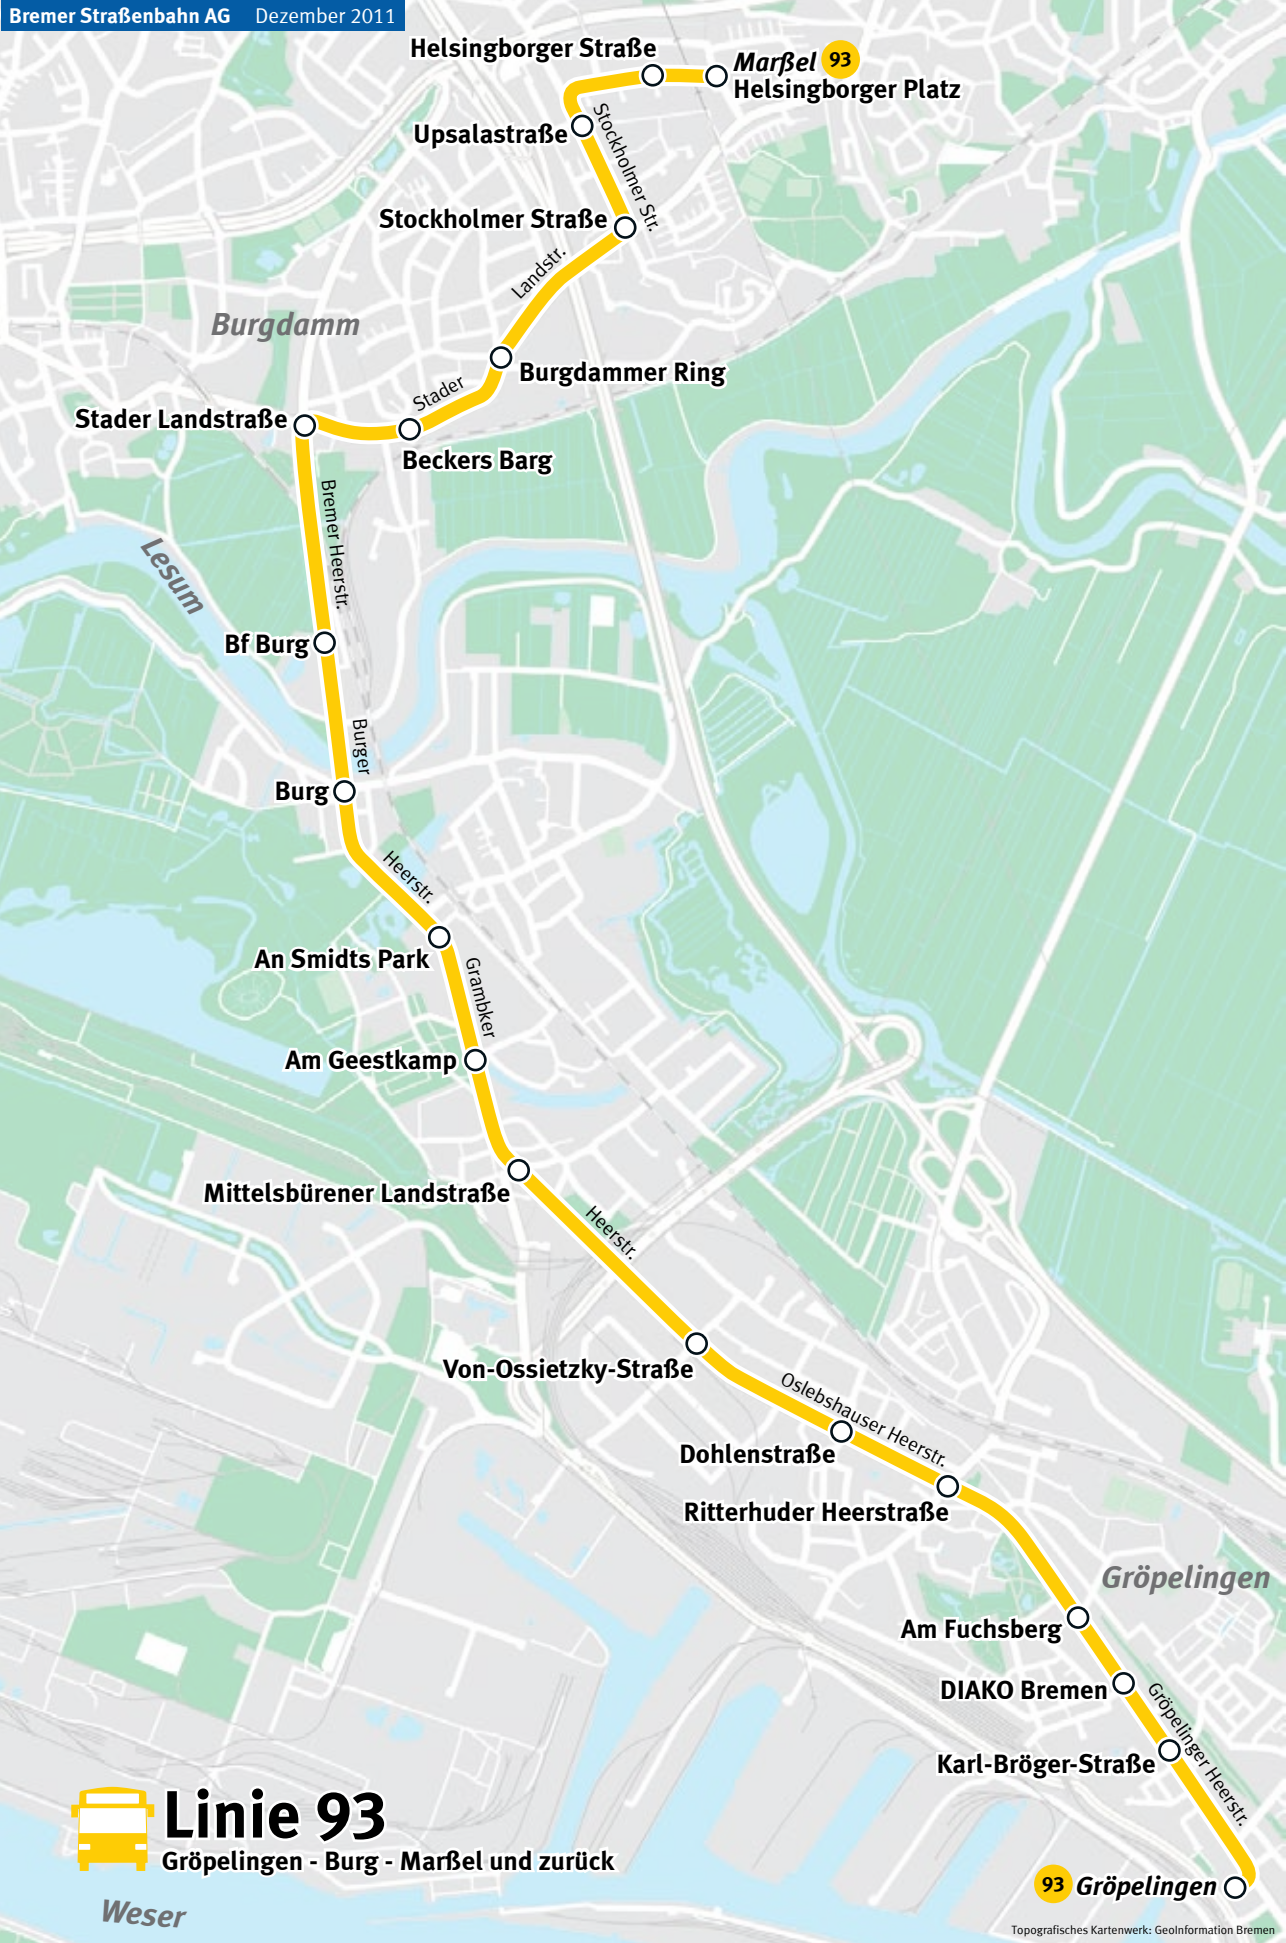 Bremer Straßenbahn AG Dezember 2011
Helsingborger Straße
Marßel 93
Helsingborger Platz
Upsalastraße
Stockholmer Str.
Stockholmer Straße
Landstr.
Burgdamm
Burgdammer Ring
Stader
Stader Landstraße
Beckers Barg
Bremer Heerstr.
Lesum
Bf Burg
Burger
Burg
Heerstr.
An Smidts Park
Grambker
Am Geestkamp
Mittelsbürener Landstraße
Heerstr.
Von-Ossietzky-Straße
Oslebshauser Heerstr.
Dohlenstraße
Ritterhuder Heerstraße
Gröpelingen
Am Fuchsberg
DIAKO Bremen
Gröpelinger Heerstr.
Karl-Bröger-Straße
Linie 93
Gröpelingen - Burg - Marßel und zurück
93 Gröpelingen
Weser
Topografisches Kartenwerk: GeoInformation Bremen